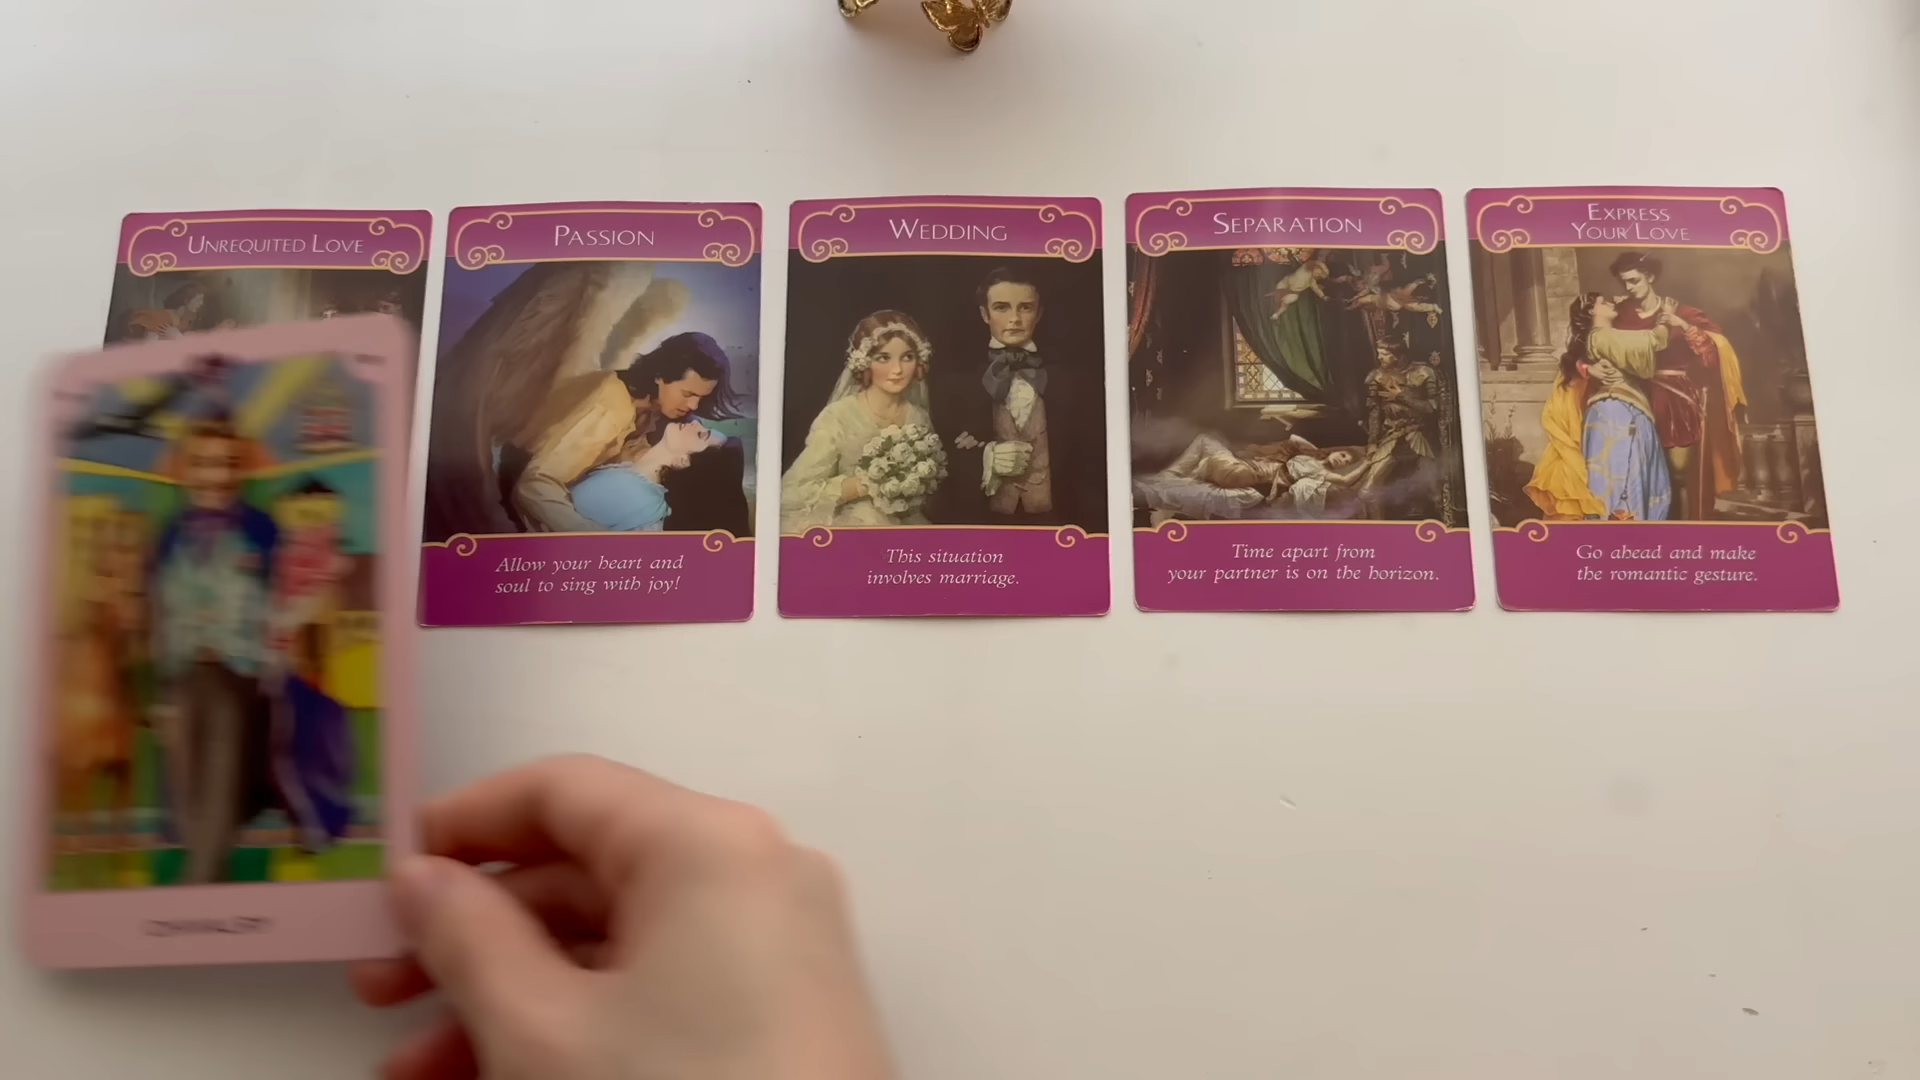 UNREQUITED LOVE
PASSION
Allow your heart and
soul to sing with joy!
WEDDING
This situation
involves marriage.
SEPARATION
Time apart from
your partner is on the horizon.
EXPRESS
YOUR LOVE
Go ahead and make
the romantic gesture.